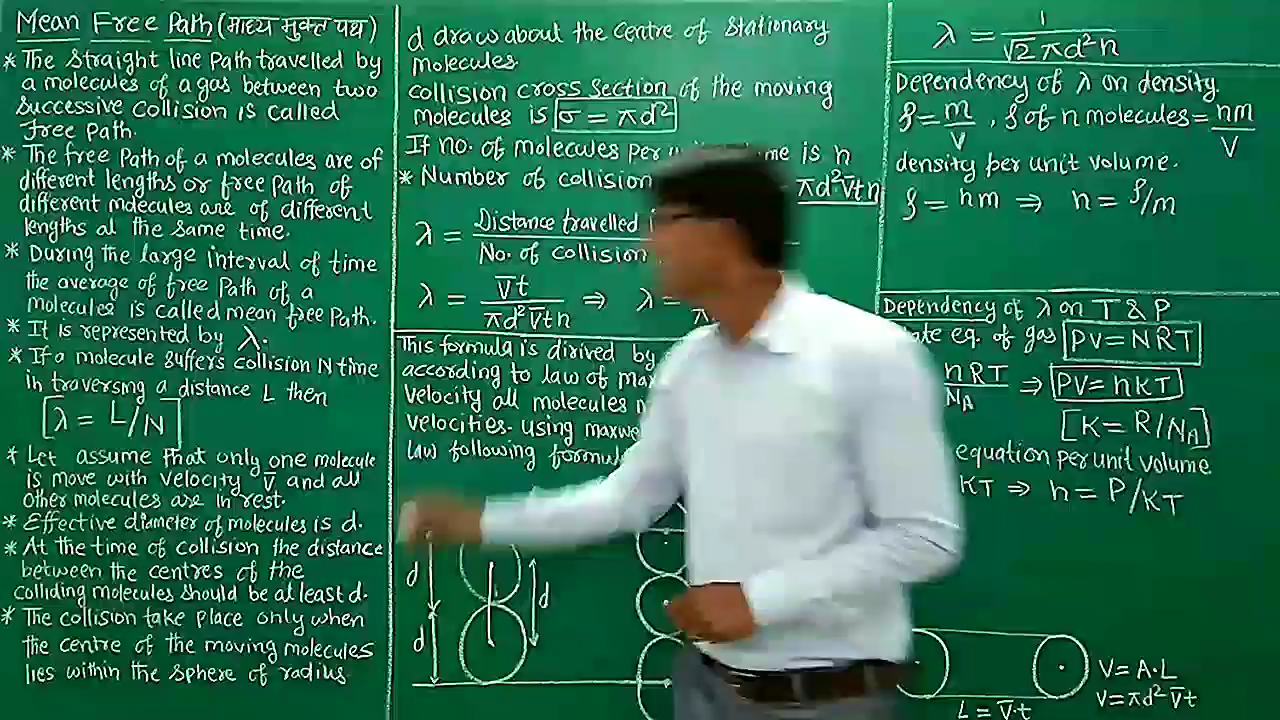 Mean Free Path (माध्य मुक्त पथ)
* The straight line path travelled by
a molecules of a gas between two
successive collision is called
free path.
* The free path of a molecules are of
different lengths or free path of
different molecules are of different
lengths at the same time.
* During the large interval of time
the average of free path of a
molecules is called mean free path.
* It is represented by λ.
* If a molecule suffers collision N time
in traversing a distance L then
[λ = L/N]
* Let assume that only one molecule
is move with velocity v̅, and all
other molecules are in rest.
* Effective diameter of molecules is d.
* At the time of collision the distance
between the centres of the
colliding molecules should be at least d.
* The collision take place only when
the centre of the moving molecules
lies within the sphere of radius
d draw about the centre of stationary
molecules.
collision cross section of the moving
molecules is σ = πd²
If no. of molecules per unit is n
* Number of collision πd²v̅tn
λ = Distance travelled
No. of collision
λ = v̅t / πd²v̅tn ⇒ λ =
This formula is dirived by
according to law of
velocity all molecules
velocities. using
law following
d
d
d
λ = 1 / √2 πd²n
Dependency of λ on density.
ρ = m/v , ρ of n molecules = nm/V
density per unit volume.
ρ = nm ⇒ n = ρ/m
Dependency of λ on T & P
eq. of gas PV = NRT
nRT/NA ⇒ PV = nKT
[K = R/NA]
equation per unit volume
KT ⇒ n = P/KT
V = A·L
V = πd² v̅t
L = v̅·t